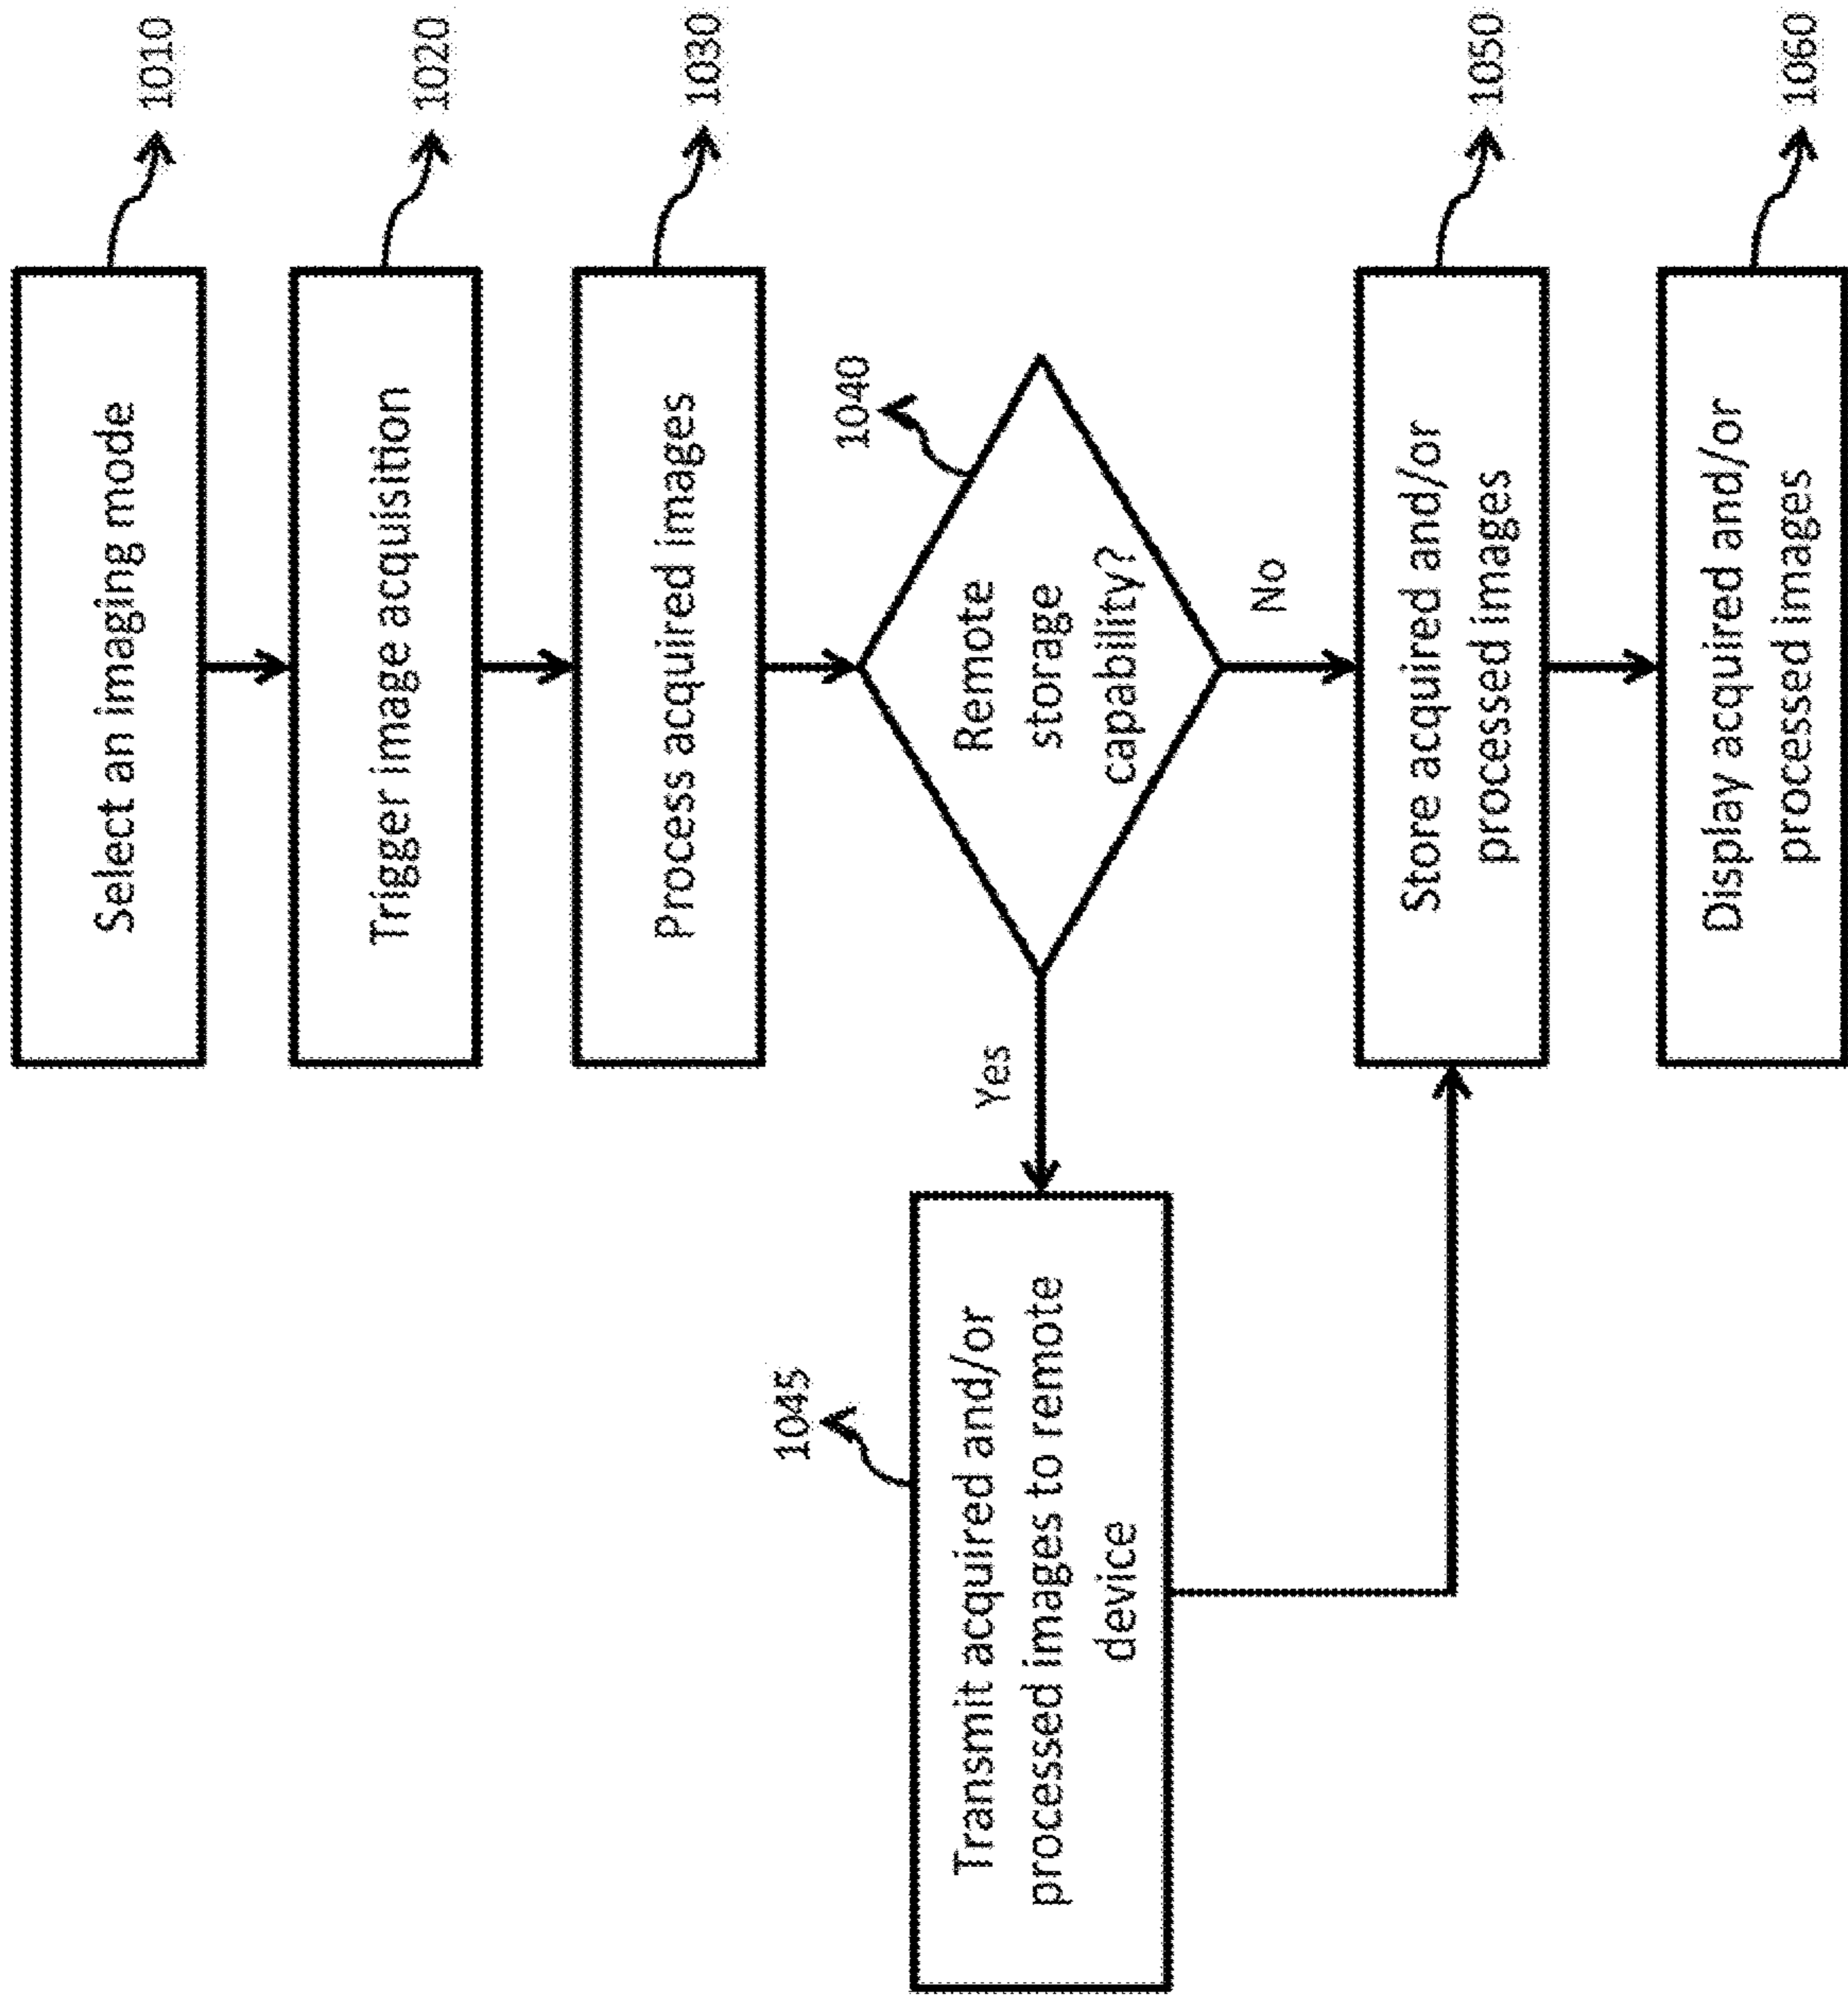 Select an imaging mode
1010
Trigger image acquisition
1020
Process acquired images
1030
1040
Remote
storage
capability?
Yes
No
1045
Transmit acquired and/or
processed images to remote
device
Store acquired and/or
processed images
1050
Display acquired and/or
processed images
1060